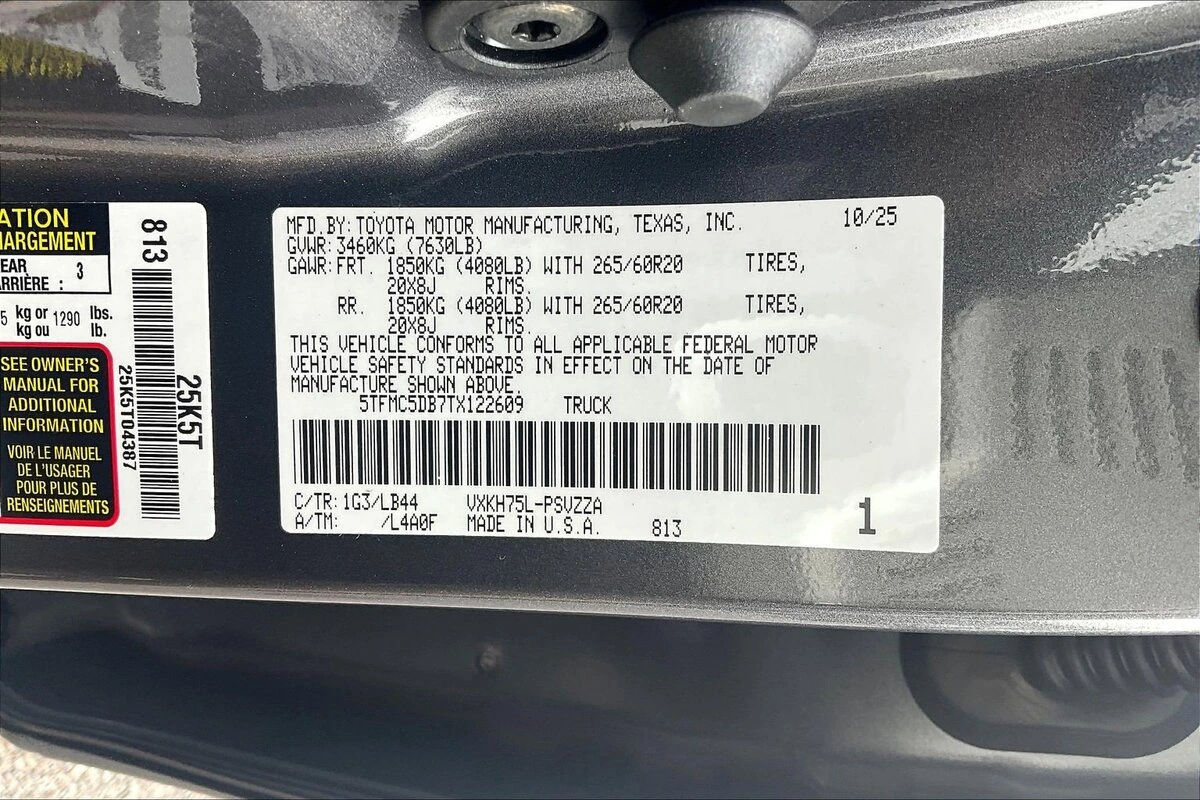 ATION
HARGEMENT
EAR
ARRIÈRE : 3
5 kg or 1290 lbs.
kg ou lb.
SEE OWNER'S
MANUAL FOR
ADDITIONAL
INFORMATION
VOIR LE MANUEL
DE L'USAGER
POUR PLUS DE
RENSEIGNEMENTS
813
25K5T04387
25K5T
MFD.BY:TOYOTA MOTOR MANUFACTURING, TEXAS, INC. 10/25
GVWR:3460KG (7630LB)
GAWR:FRT. 1850KG (4080LB) WITH 265/60R20 TIRES,
20X8J RIMS.
RR. 1850KG (4080LB) WITH 265/60R20 TIRES,
20X8J RIMS.
THIS VEHICLE CONFORMS TO ALL APPLICABLE FEDERAL MOTOR
VEHICLE SAFETY STANDARDS IN EFFECT ON THE DATE OF
MANUFACTURE SHOWN ABOVE.
5TFMC5DB7TX122609 TRUCK
C/TR:1G3/LB44 VXKH75L-PSVZZA
A/TM: /L4A0F MADE IN U.S.A. 813 1